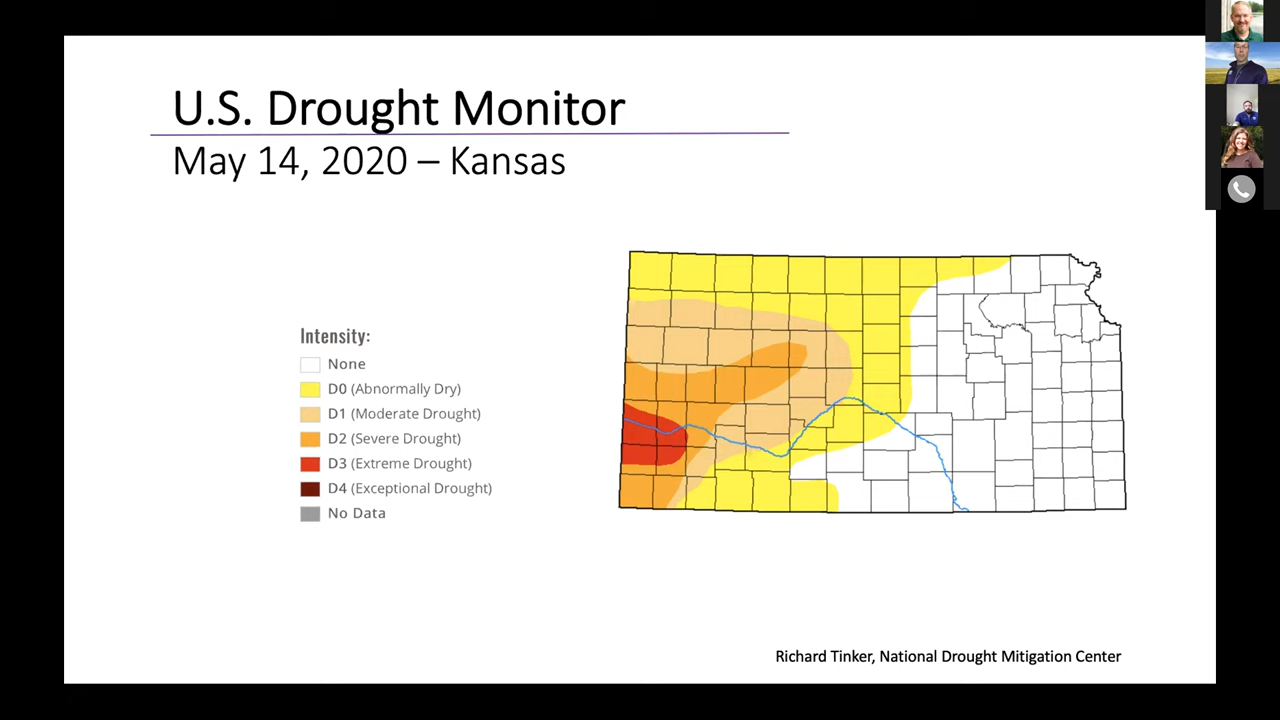 U.S. Drought Monitor
May 14, 2020 – Kansas
Intensity:
None
D0 (Abnormally Dry)
D1 (Moderate Drought)
D2 (Severe Drought)
D3 (Extreme Drought)
D4 (Exceptional Drought)
No Data
Richard Tinker, National Drought Mitigation Center